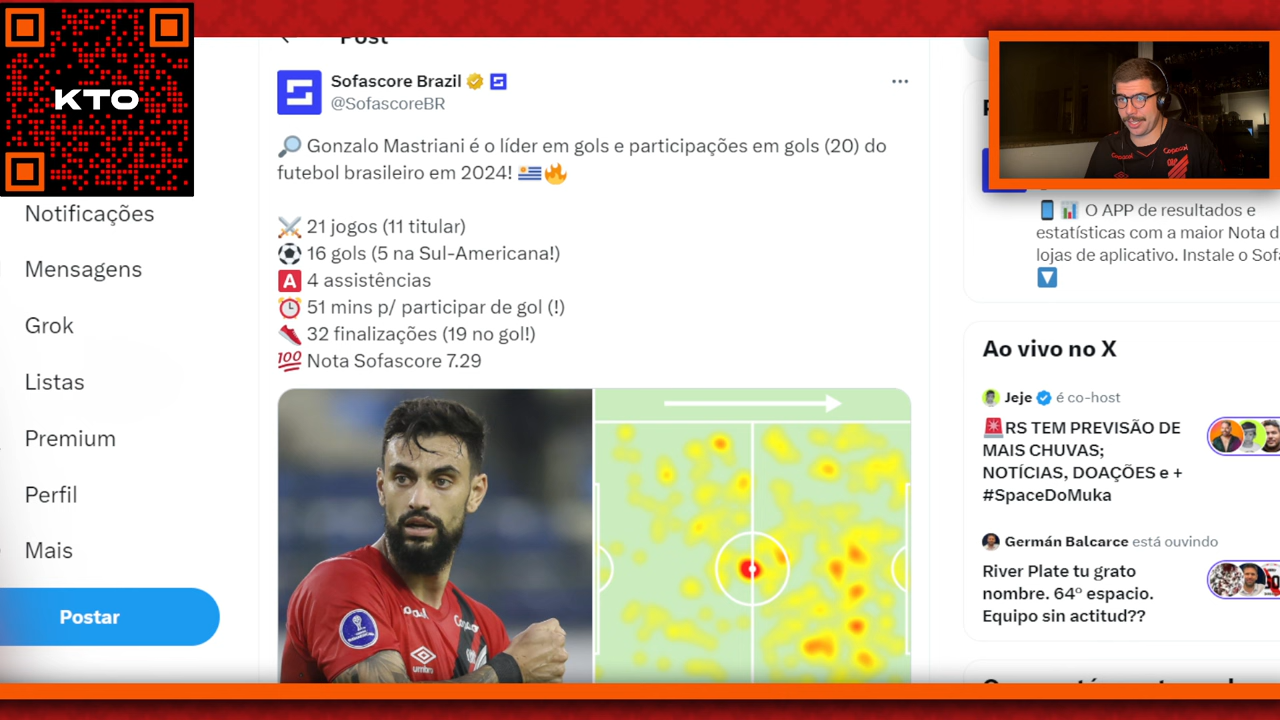 KTO
Post
Sofascore Brazil
@SofascoreBR
Gonzalo Mastriani é o líder em gols e participações em gols (20) do
futebol brasileiro em 2024!
21 jogos (11 titular)
16 gols (5 na Sul-Americana!)
A 4 assistências
51 mins p/ participar de gol (!)
32 finalizações (19 no gol!)
100 Nota Sofascore 7.29
Notificações
Mensagens
Grok
Listas
Premium
Perfil
Mais
Postar
umbro
Copacol
O APP de resultados e
estatísticas com a maior Nota d
lojas de aplicativo. Instale o Sofa
Ao vivo no X
Jeje é co-host
RS TEM PREVISÃO DE
MAIS CHUVAS;
NOTÍCIAS, DOAÇÕES e +
#SpaceDoMuka
Germán Balcarce está ouvindo
River Plate tu grato
nombre. 64º espacio.
Equipo sin actitud??